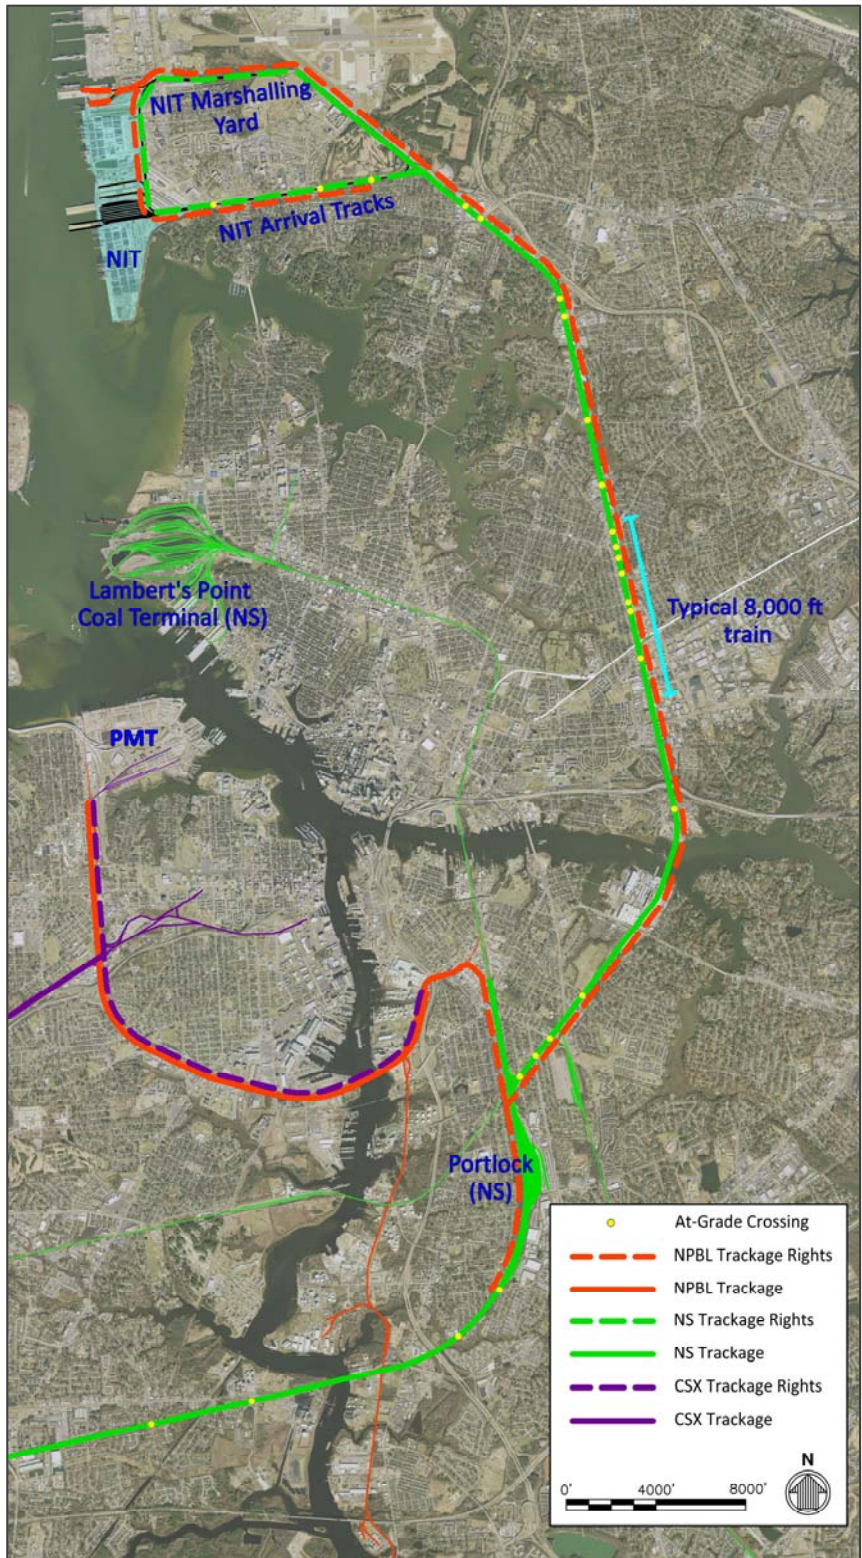 NIT Marshalling
Yard
NIT Arrival Tracks
NIT
Lambert's Point
Coal Terminal (NS)
Typical 8,000 ft
train
PMT
Portlock
(NS)
At-Grade Crossing
NPBL Trackage Rights
NPBL Trackage
NS Trackage Rights
NS Trackage
CSX Trackage Rights
CSX Trackage
N
0' 4000' 8000'